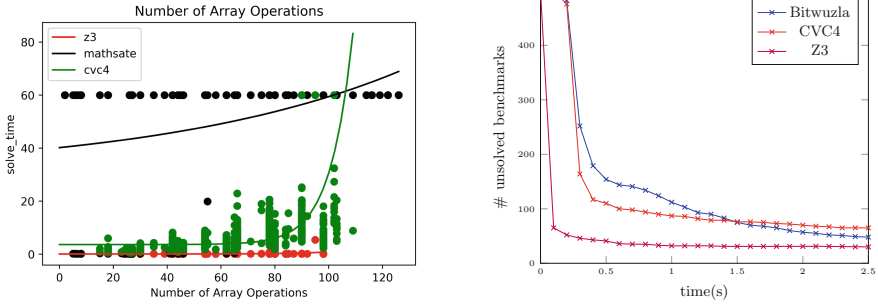 Number of Array Operations
z3
mathsate
cvc4
solve_time
80
60
40
20
0
0 20 40 60 80 100 120
Number of Array Operations
Bitwuzla
CVC4
Z3
# unsolved benchmarks
400
300
200
100
0
0 0.5 1 1.5 2 2.5
time(s)